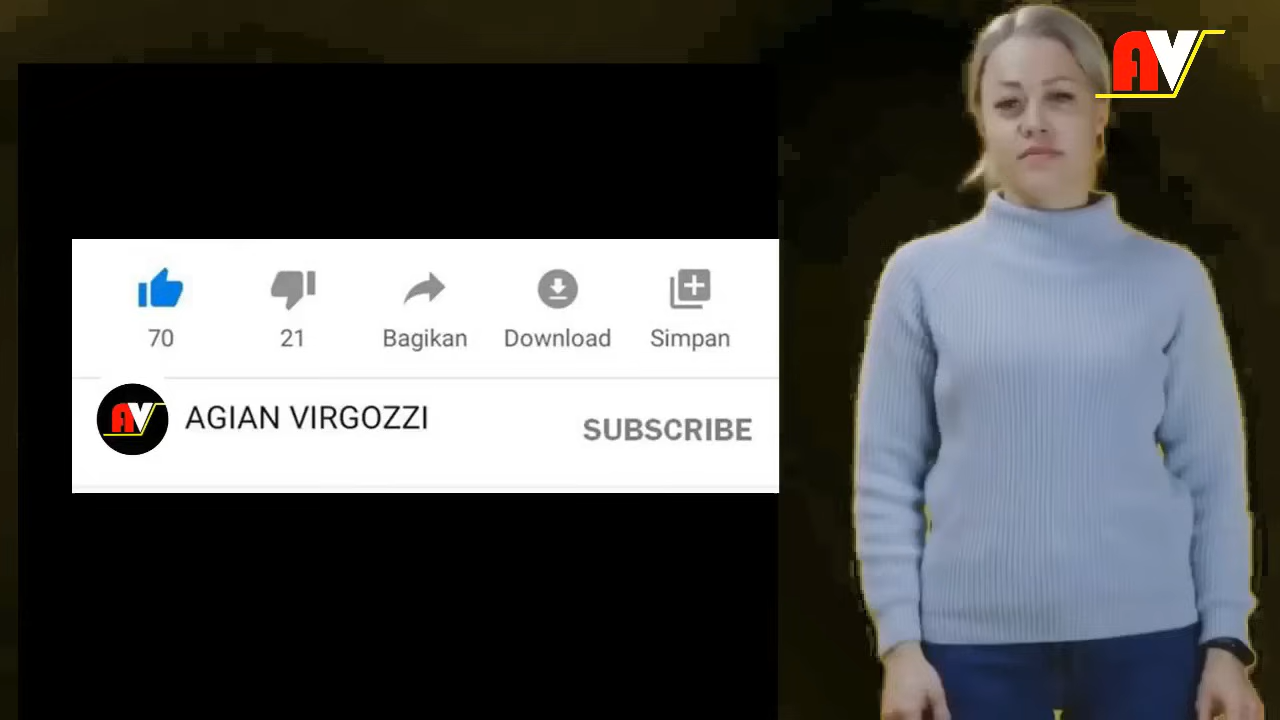 AV
70
21
Bagikan
Download
Simpan
AV
AGIAN VIRGOZZI
SUBSCRIBE